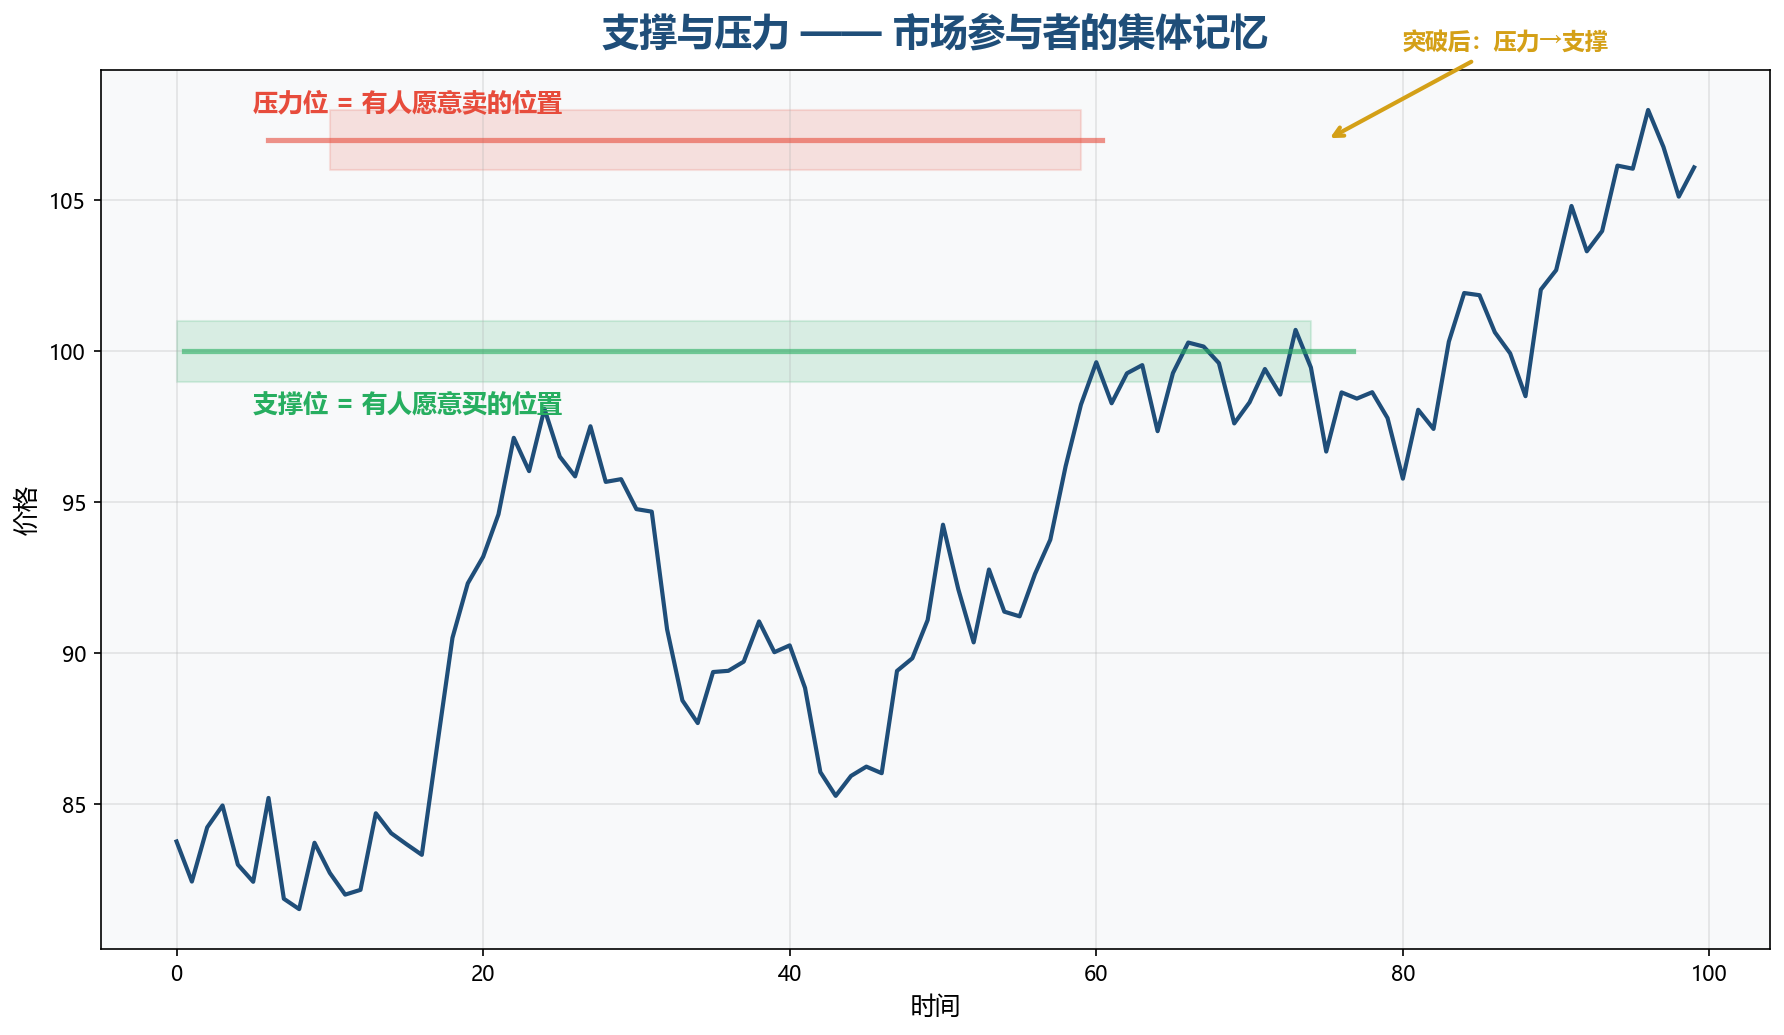 支撑与压力 —— 市场参与者的集体记忆
突破后：压力→支撑
压力位 = 有人愿意卖的位置
支撑位 = 有人愿意买的位置
价格
105
100
95
90
85
0 20 40 60 80 100
时间